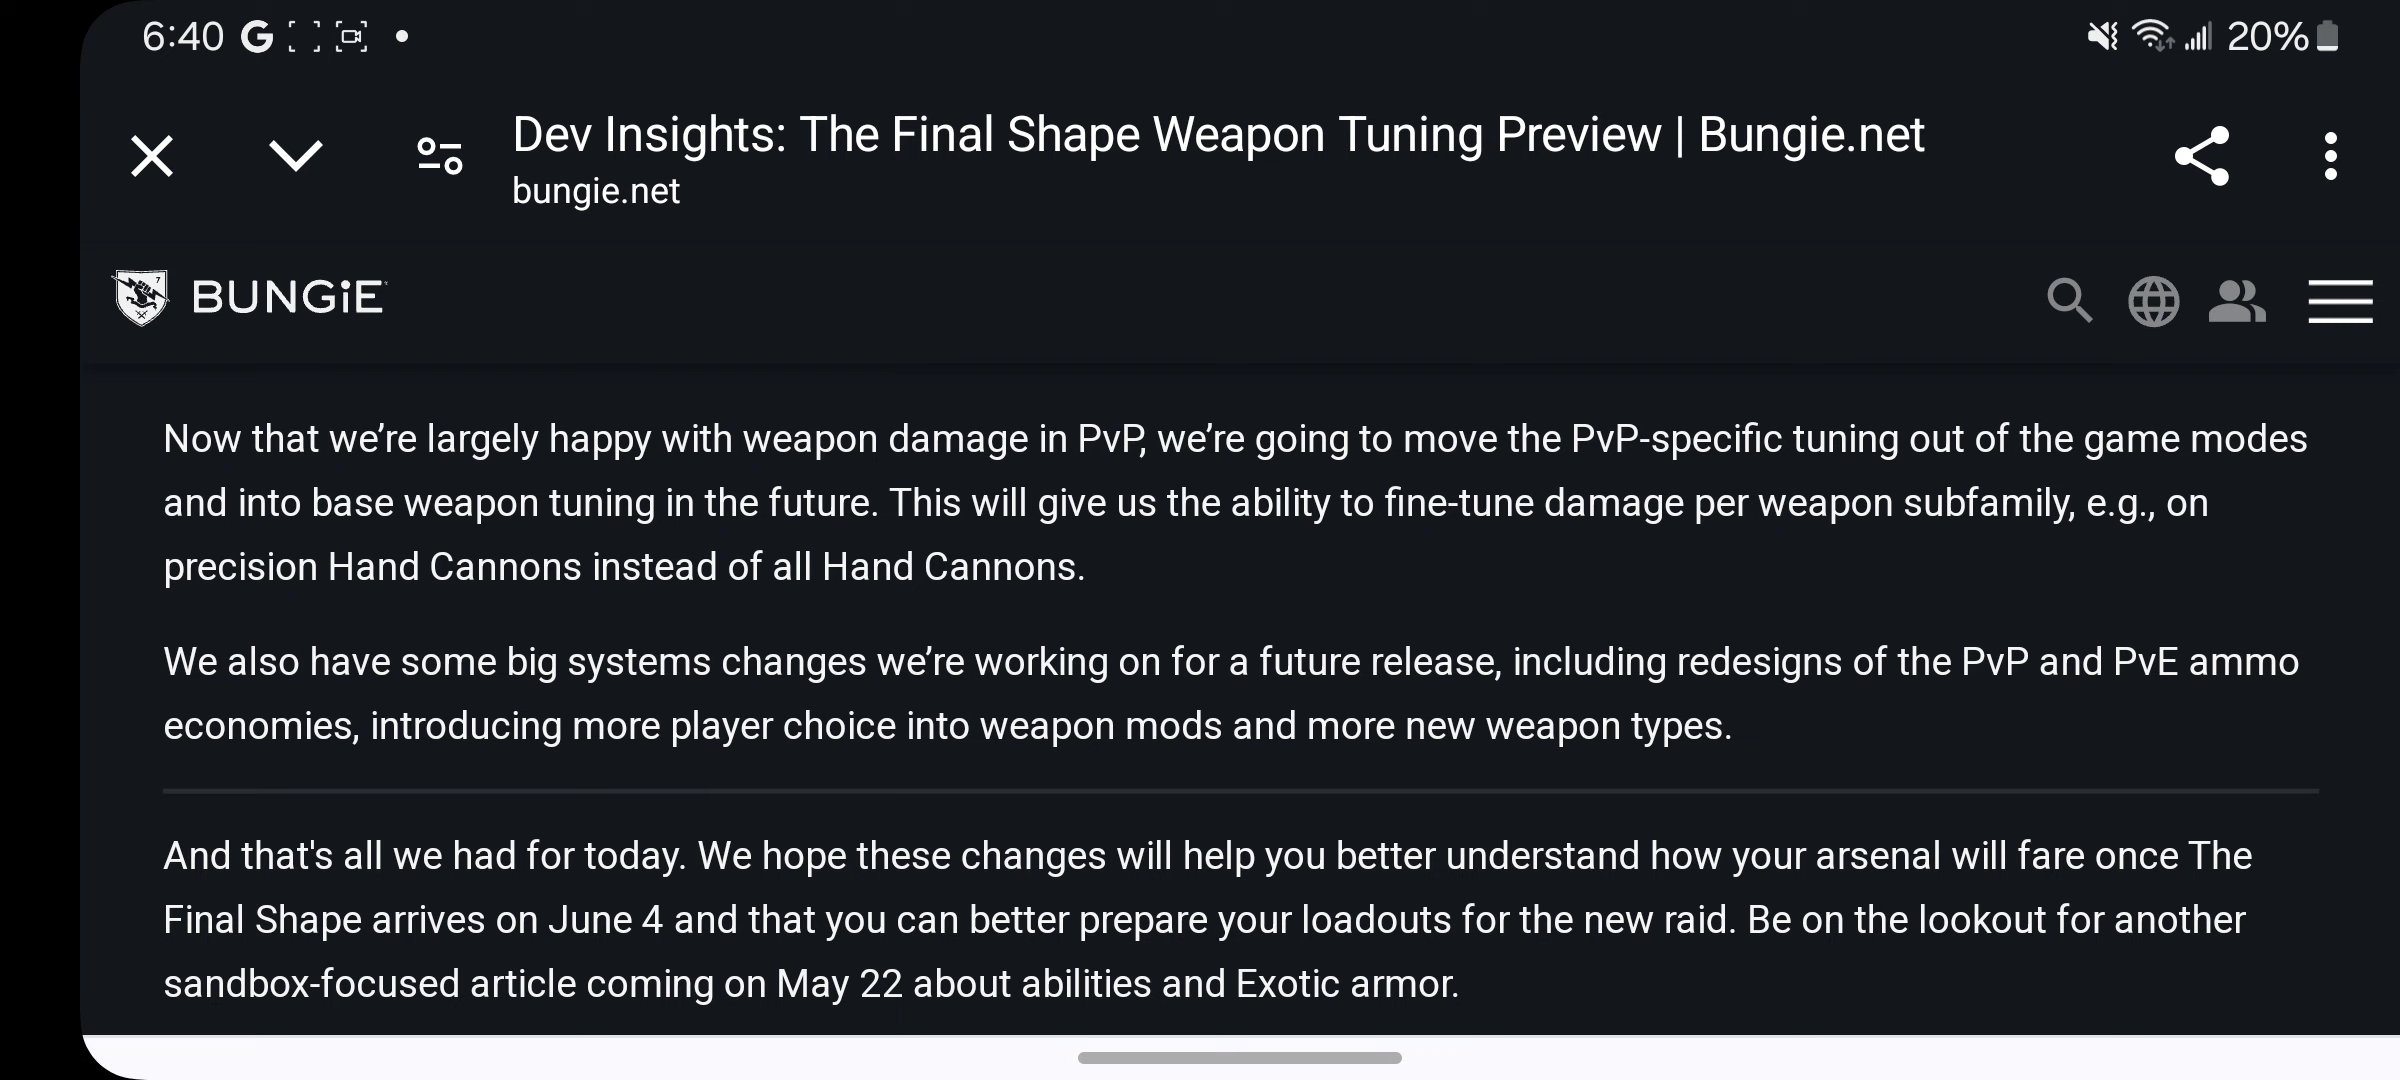 6:40
20%
Dev Insights: The Final Shape Weapon Tuning Preview | Bungie.net
bungie.net
BUNGiE
Now that we’re largely happy with weapon damage in PvP, we’re going to move the PvP-specific tuning out of the game modes
and into base weapon tuning in the future. This will give us the ability to fine-tune damage per weapon subfamily, e.g., on
precision Hand Cannons instead of all Hand Cannons.
We also have some big systems changes we’re working on for a future release, including redesigns of the PvP and PvE ammo
economies, introducing more player choice into weapon mods and more new weapon types.
And that's all we had for today. We hope these changes will help you better understand how your arsenal will fare once The
Final Shape arrives on June 4 and that you can better prepare your loadouts for the new raid. Be on the lookout for another
sandbox-focused article coming on May 22 about abilities and Exotic armor.